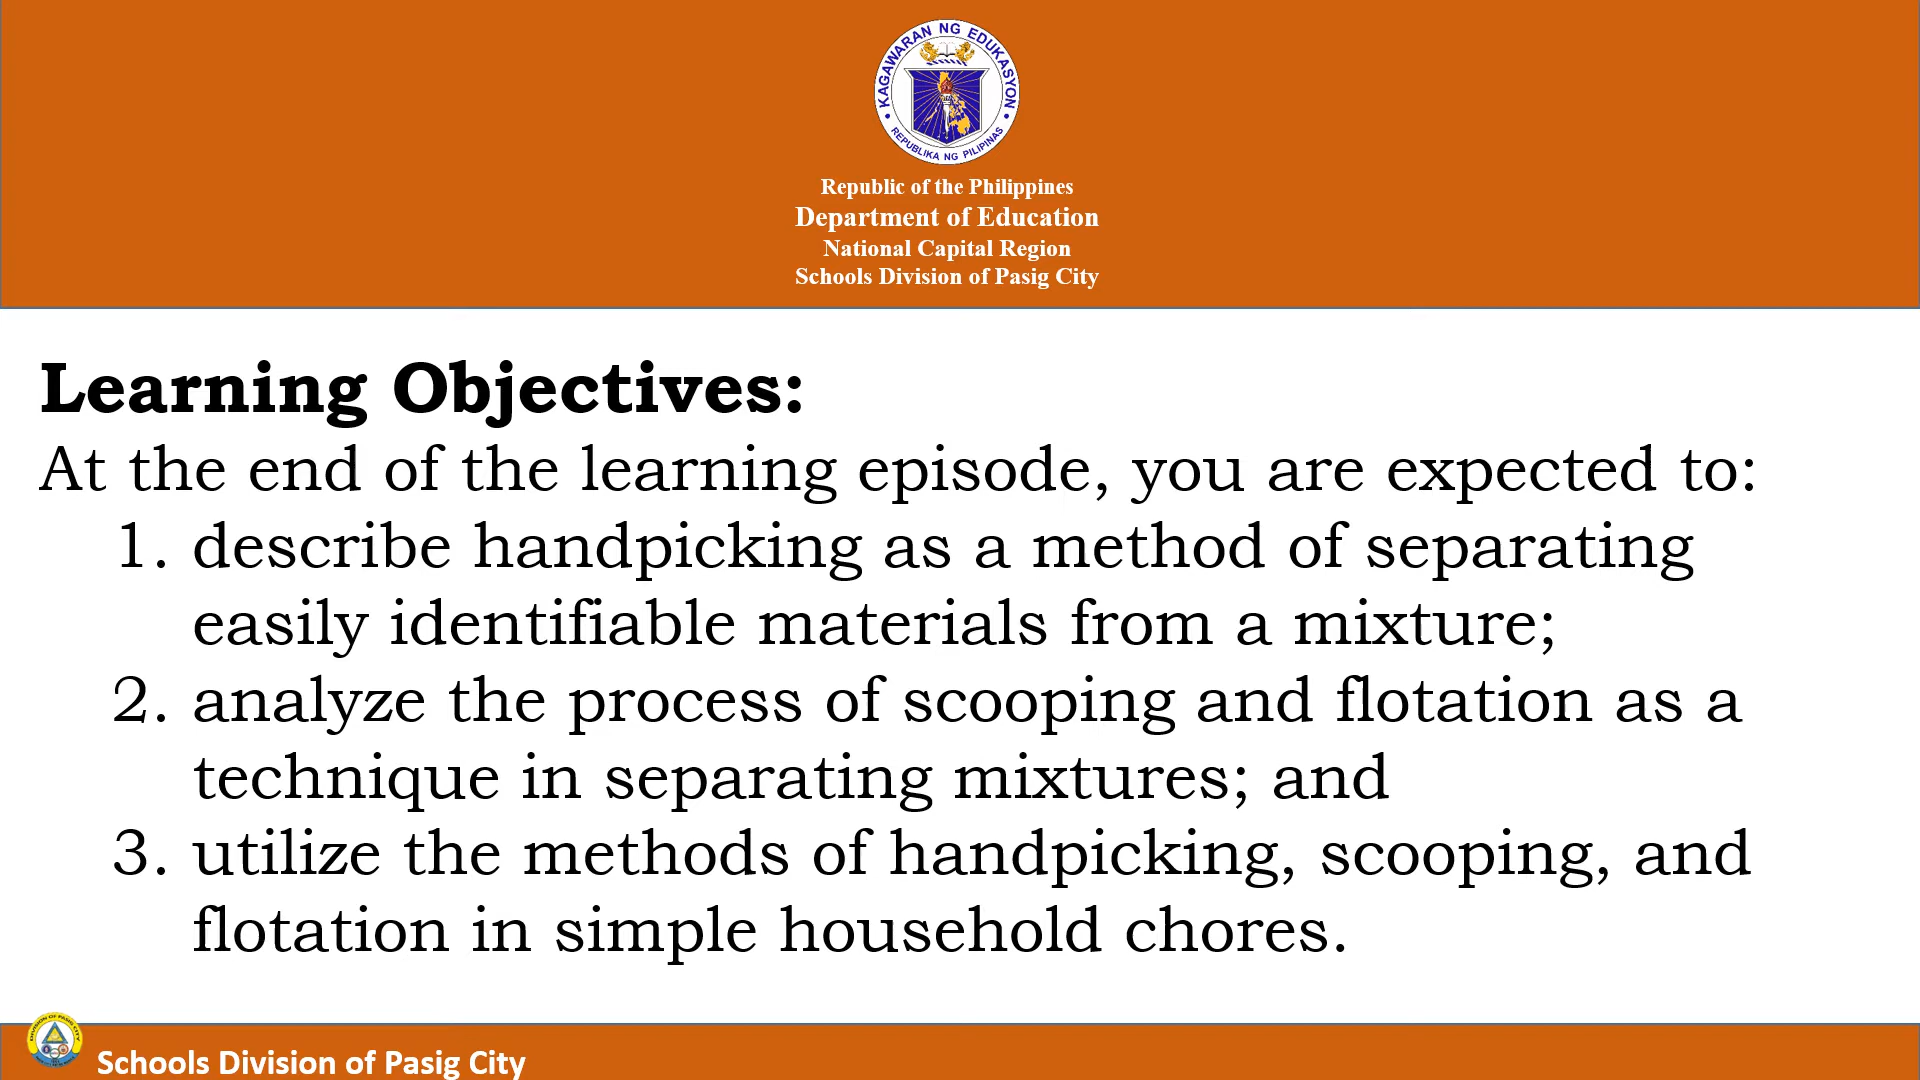 KAGAWARAN NG EDUKASYON
REPUBLIKA NG PILIPINAS
Republic of the Philippines
Department of Education
National Capital Region
Schools Division of Pasig City
Learning Objectives:
At the end of the learning episode, you are expected to:
1. describe handpicking as a method of separating
easily identifiable materials from a mixture;
2. analyze the process of scooping and flotation as a
technique in separating mixtures; and
3. utilize the methods of handpicking, scooping, and
flotation in simple household chores.
DIVISION OF PASIG CITY
Schools Division of Pasig City